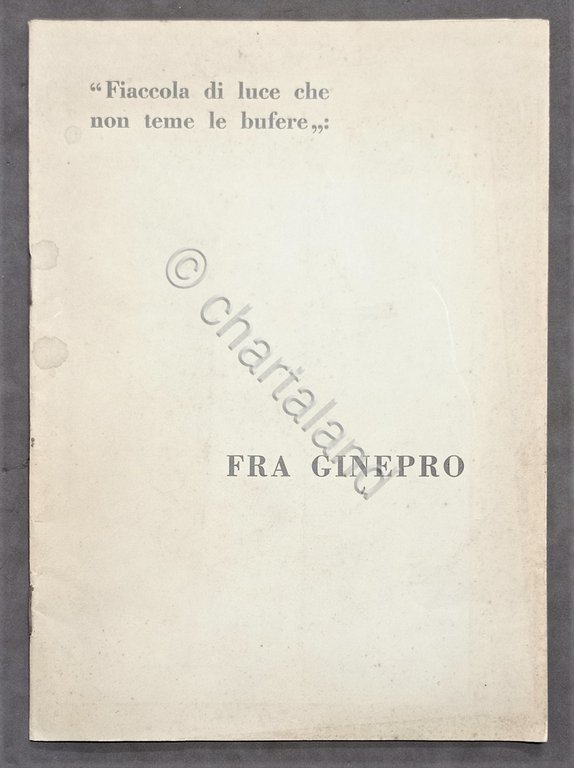 “Fiaccola di luce che
non teme le bufere„:
© chartaland
FRA GINEPRO